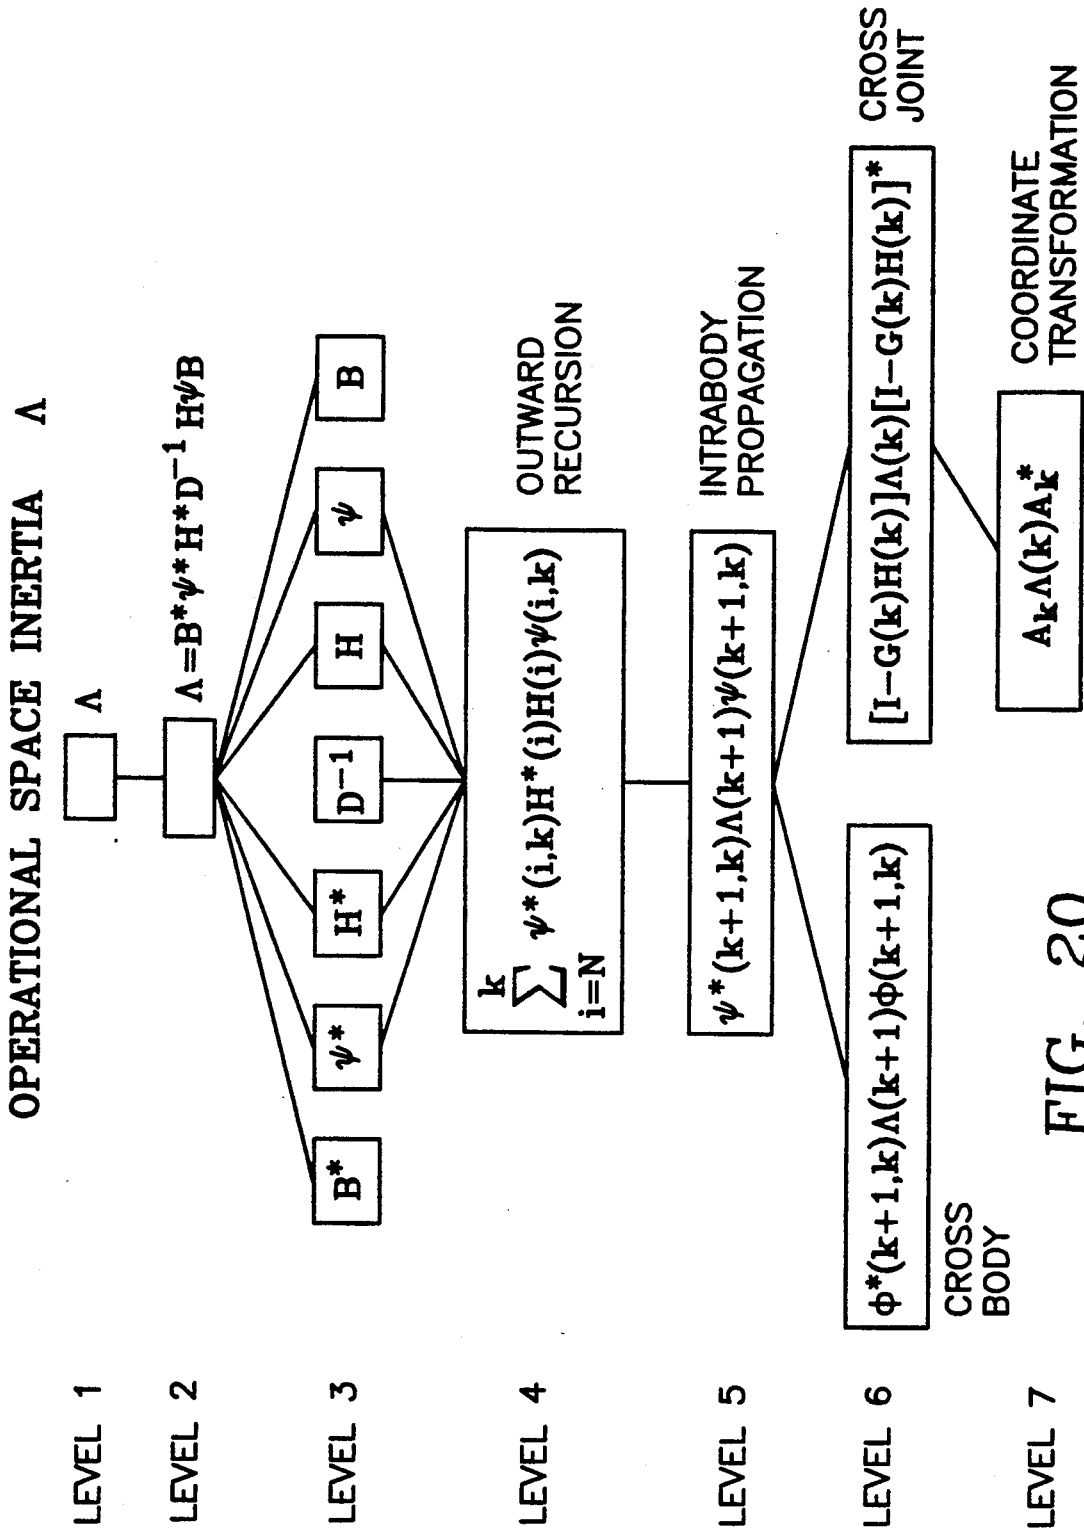 OPERATIONAL SPACE INERTIA Λ
LEVEL 1
Λ
LEVEL 2
Λ=B*ψ*H*D⁻¹HψB
LEVEL 3
B*
ψ*
H*
D⁻¹
H
ψ
B
LEVEL 4
k
∑ ψ*(i,k)H*(i)H(i)ψ(i,k)
i=N
OUTWARD
RECURSION
LEVEL 5
ψ*(k+1,k)Λ(k+1)ψ(k+1,k)
INTRABODY
PROPAGATION
LEVEL 6
ϕ*(k+1,k)Λ(k+1)ϕ(k+1,k)
CROSS
BODY
[I−G(k)H(k)]Λ(k)[I−G(k)H(k)]*
CROSS
JOINT
LEVEL 7
AₖΛ(k)Aₖ*
COORDINATE
TRANSFORMATION
FIG. 20